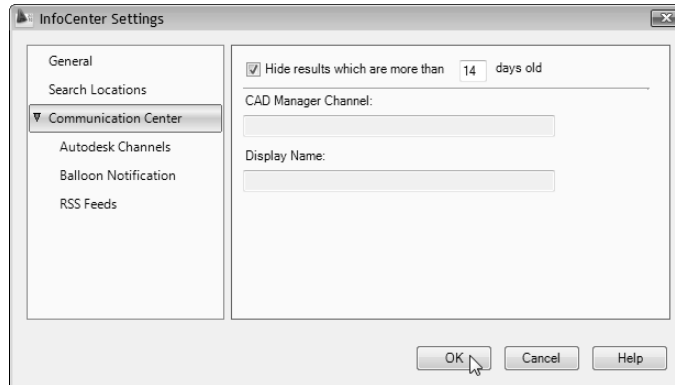 InfoCenter Settings
General
Search Locations
Communication Center
Autodesk Channels
Balloon Notification
RSS Feeds
Hide results which are more than 14 days old
CAD Manager Channel:
Display Name:
OK
Cancel
Help